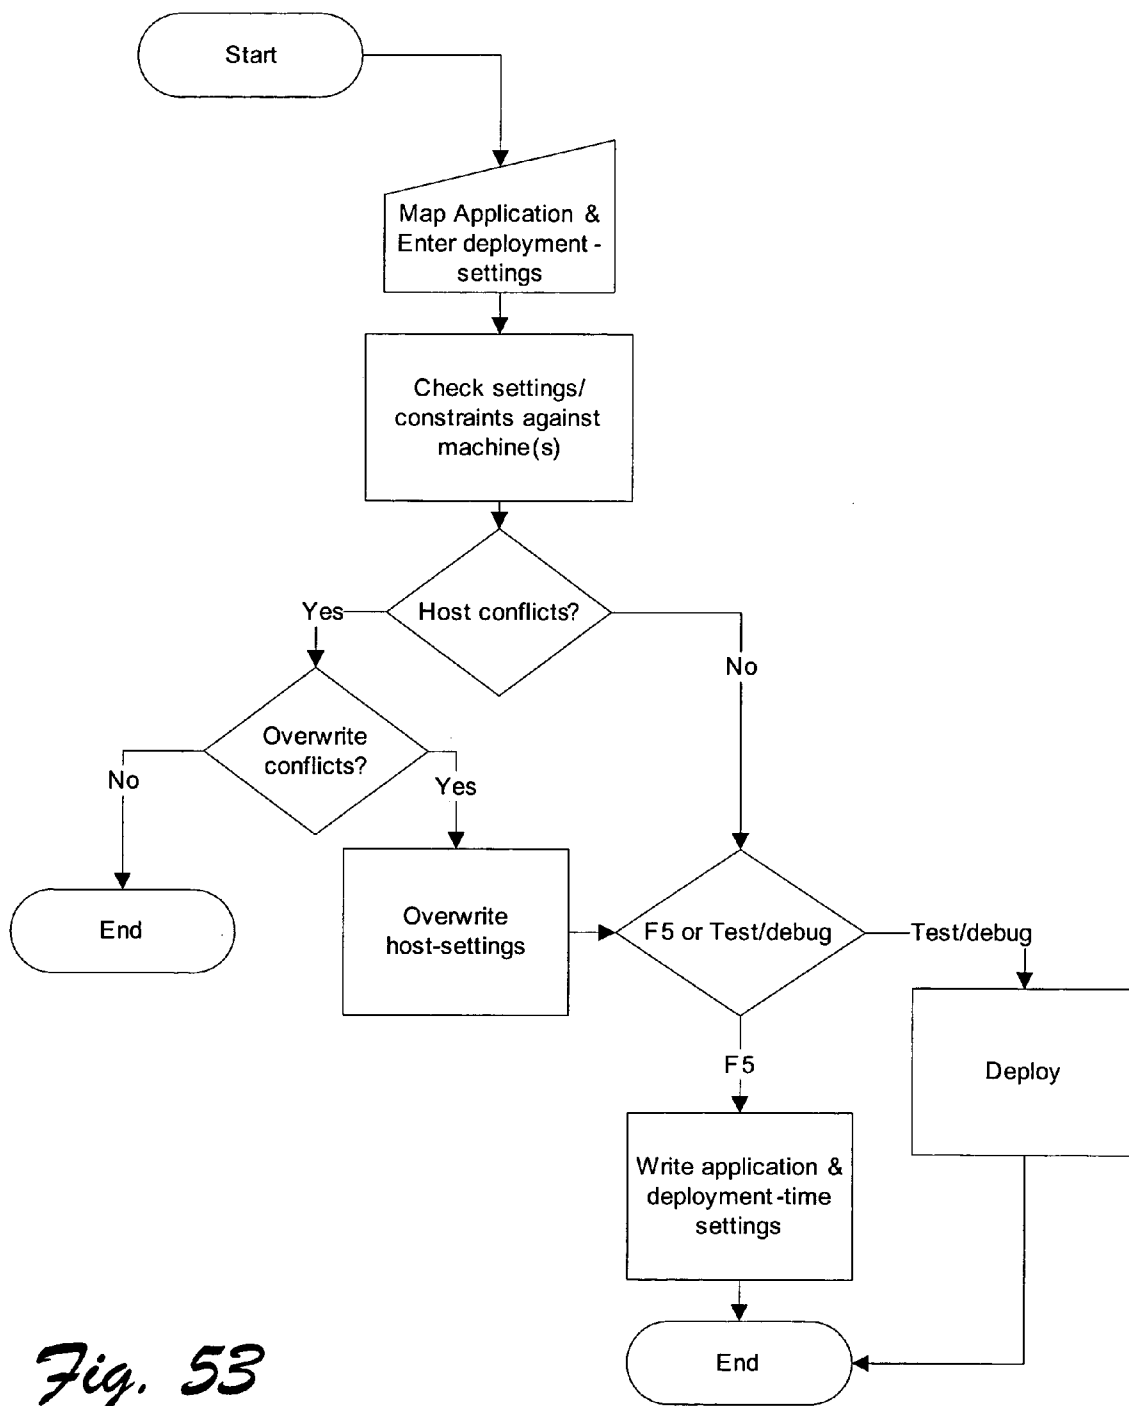 Start
Map Application &
Enter deployment-
settings
Check settings/
constraints against
machine(s)
Host conflicts?
Yes
No
Overwrite
conflicts?
No
Yes
End
Overwrite
host-settings
F5 or Test/debug
Test/debug
F5
Deploy
Write application &
deployment-time
settings
End
Fig. 53